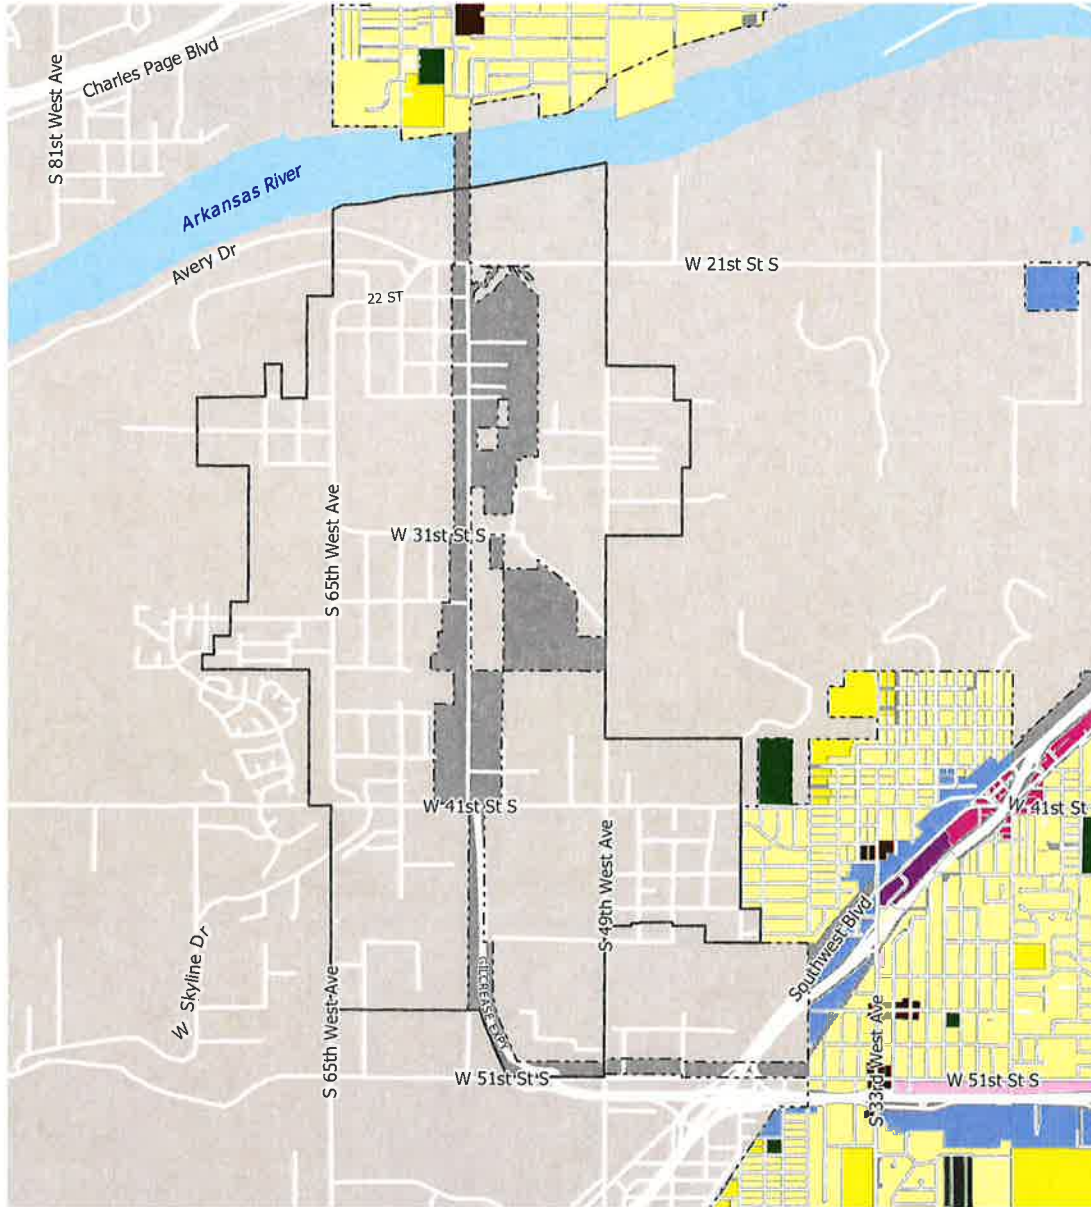 Charles Page Blvd
S 81st West Ave
Arkansas River
Avery Dr
W 21st St S
22 ST
W 31st St S
S 65th West Ave
W 41st St S
W 41st St
S 49th West Ave
Southwest Blvd
W Skyline Dr
GILCREASE EXPY
S 65th West Ave
S 33rd West Ave
W 51st St S
W 51st St S